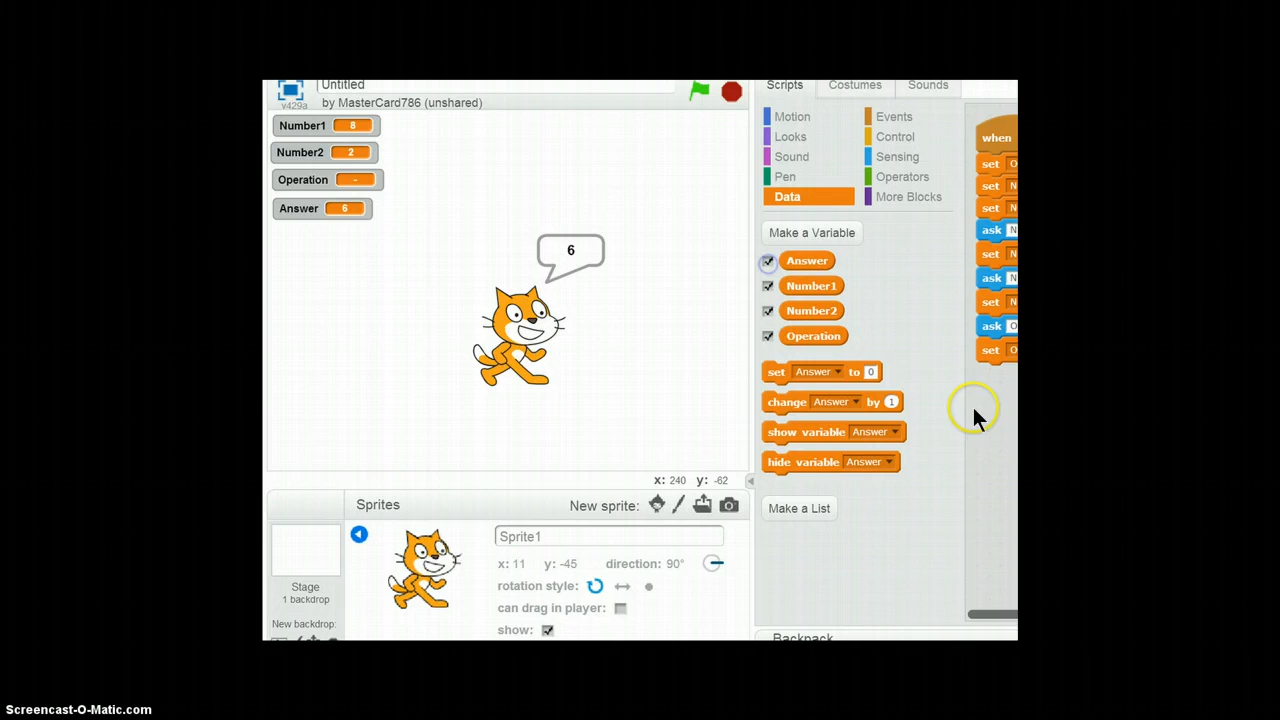 Untitled
by MasterCard786 (unshared)
v429a
Number1 8
Number2 2
Operation -
Answer 6
6
x: 240 y: -62
Sprites
New sprite:
Sprite1
x: 11 y: -45 direction: 90°
rotation style:
can drag in player:
show:
Stage
1 backdrop
New backdrop:
Scripts Costumes Sounds
Motion Events
Looks Control
Sound Sensing
Pen Operators
Data More Blocks
Make a Variable
Answer
Number1
Number2
Operation
set Answer to 0
change Answer by 1
show variable Answer
hide variable Answer
Make a List
when
set O
set N
set N
ask N
set N
ask N
set N
ask O
set O
Backpack
Screencast-O-Matic.com